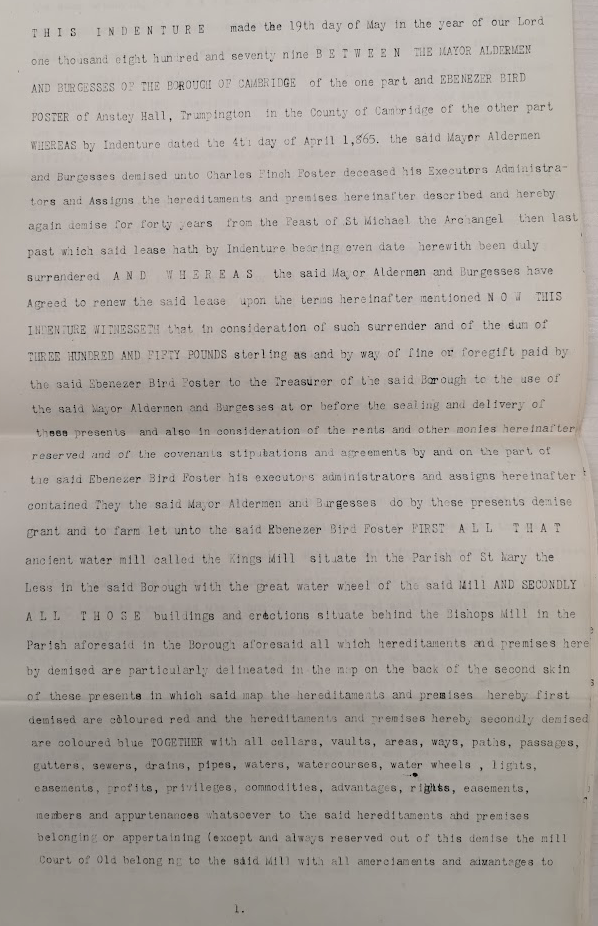 THIS INDENTURE made the 19th day of May in the year of our Lord
one thousand eight hundred and seventy nine BETWEEN THE MAYOR ALDERMEN
AND BURGESSES OF THE BOROUGH OF CAMBRIDGE of the one part and EBENEZER BIRD
FOSTER of Anstey Hall, Trumpington in the County of Cambridge of the other part
WHEREAS by Indenture dated the 4th day of April 1,865. the said Mayor Aldermen
and Burgesses demised unto Charles Finch Foster deceased his Executors Administra-
tors and Assigns the hereditaments and premises hereinafter described and hereby
again demise for forty years from the Feast of St Michael the Archangel then last
past which said lease hath by Indenture bearing even date herewith been duly
surrendered AND WHEREAS the said Mayor Aldermen and Burgesses have
Agreed to renew the said lease upon the terms hereinafter mentioned NOW THIS
INDENTURE WITNESSETH that in consideration of such surrender and of the sum of
THREE HUNDRED AND FIFTY POUNDS sterling as and by way of fine or foregift paid by
the said Ebenezer Bird Foster to the Treasurer of the said Borough to the use of
the said Mayor Aldermen and Burgesses at or before the sealing and delivery of
these presents and also in consideration of the rents and other monies hereinafter
reserved and of the covenants stipubations and agreements by and on the part of
the said Ebenezer Bird Foster his executors administrators and assigns hereinafter
contained They the said Mayor Aldermen and Burgesses do by these presents demise
grant and to farm let unto the said Ebenezer Bird Foster FIRST ALL THAT
ancient water mill called the Kings Mill situate in the Parish of St Mary the
Less in the said Borough with the great water wheel of the said Mill AND SECONDLY
ALL THOSE buildings and erections situate behind the Bishops Mill in the
Parish aforesaid in the Borough aforesaid all which hereditaments and premises here
by demised are particularly delineated in the map on the back of the second skin
of these presents in which said map the hereditaments and premises hereby first
demised are coloured red and the hereditaments and premises hereby secondly demised
are coloured blue TOGETHER with all cellars, vaults, areas, ways, paths, passages,
gutters, sewers, drains, pipes, waters, watercourses, water wheels , lights,
easements, profits, privileges, commodities, advantages, rights, easements,
members and appurtenances whatsoever to the said hereditaments and premises
belonging or appertaining (except and always reserved out of this demise the mill
Court of Old belong ng to the said Mill with all amerciaments and advantages to
1.